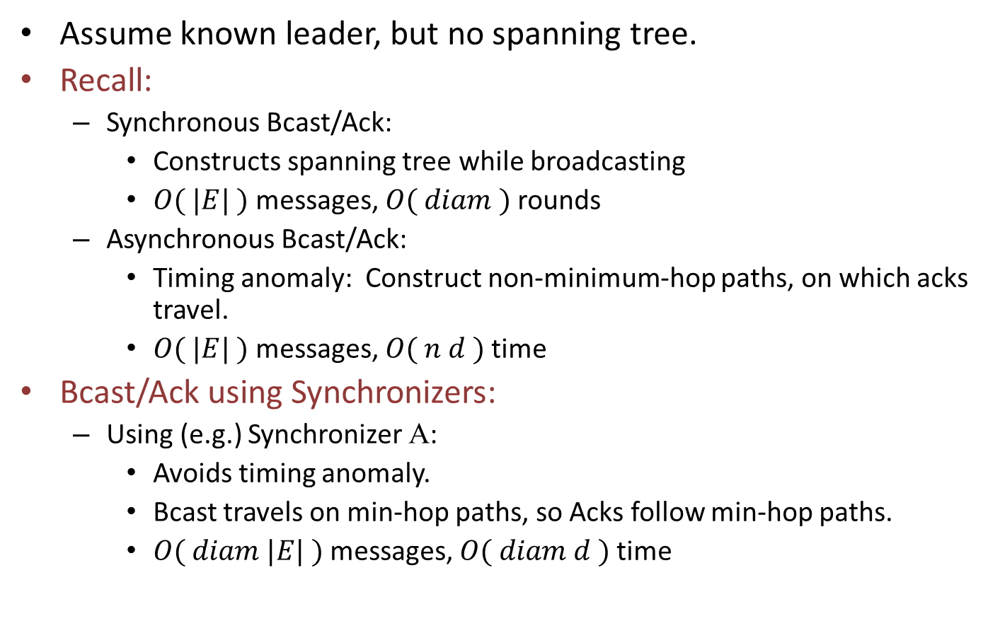 • Assume known leader, but no spanning tree.
• Recall:
– Synchronous Bcast/Ack:
• Constructs spanning tree while broadcasting
• O( |E| ) messages, O( diam ) rounds
– Asynchronous Bcast/Ack:
• Timing anomaly:  Construct non-minimum-hop paths, on which acks
travel.
• O( |E| ) messages, O( n d ) time
• Bcast/Ack using Synchronizers:
– Using (e.g.) Synchronizer Α:
• Avoids timing anomaly.
• Bcast travels on min-hop paths, so Acks follow min-hop paths.
• O( diam |E| ) messages, O( diam d ) time